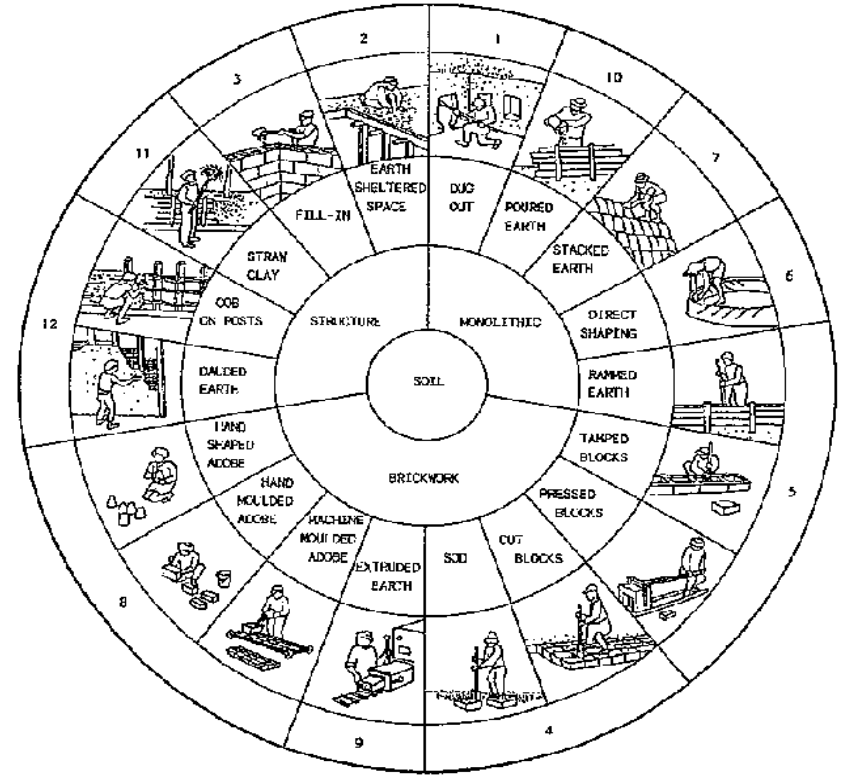 1
2
3
10
11
7
6
12
5
8
9
4
EARTH
SHELTERED
SPACE
DUG
OUT
POURED
EARTH
STACKED
EARTH
DIRECT
SHAPING
RAMMED
EARTH
TAMPED
BLOCKS
PRESSED
BLOCKS
CUT
BLOCKS
SOD
EXTRUDED
EARTH
MACHINE
MOULDED
ADOBE
HAND
MOULDED
ADOBE
HAND
SHAPED
ADOBE
DAUBED
EARTH
COB
ON POSTS
STRAW
CLAY
FILL-IN
STRUCTURE
MONOLITHIC
SOIL
BRICKWORK